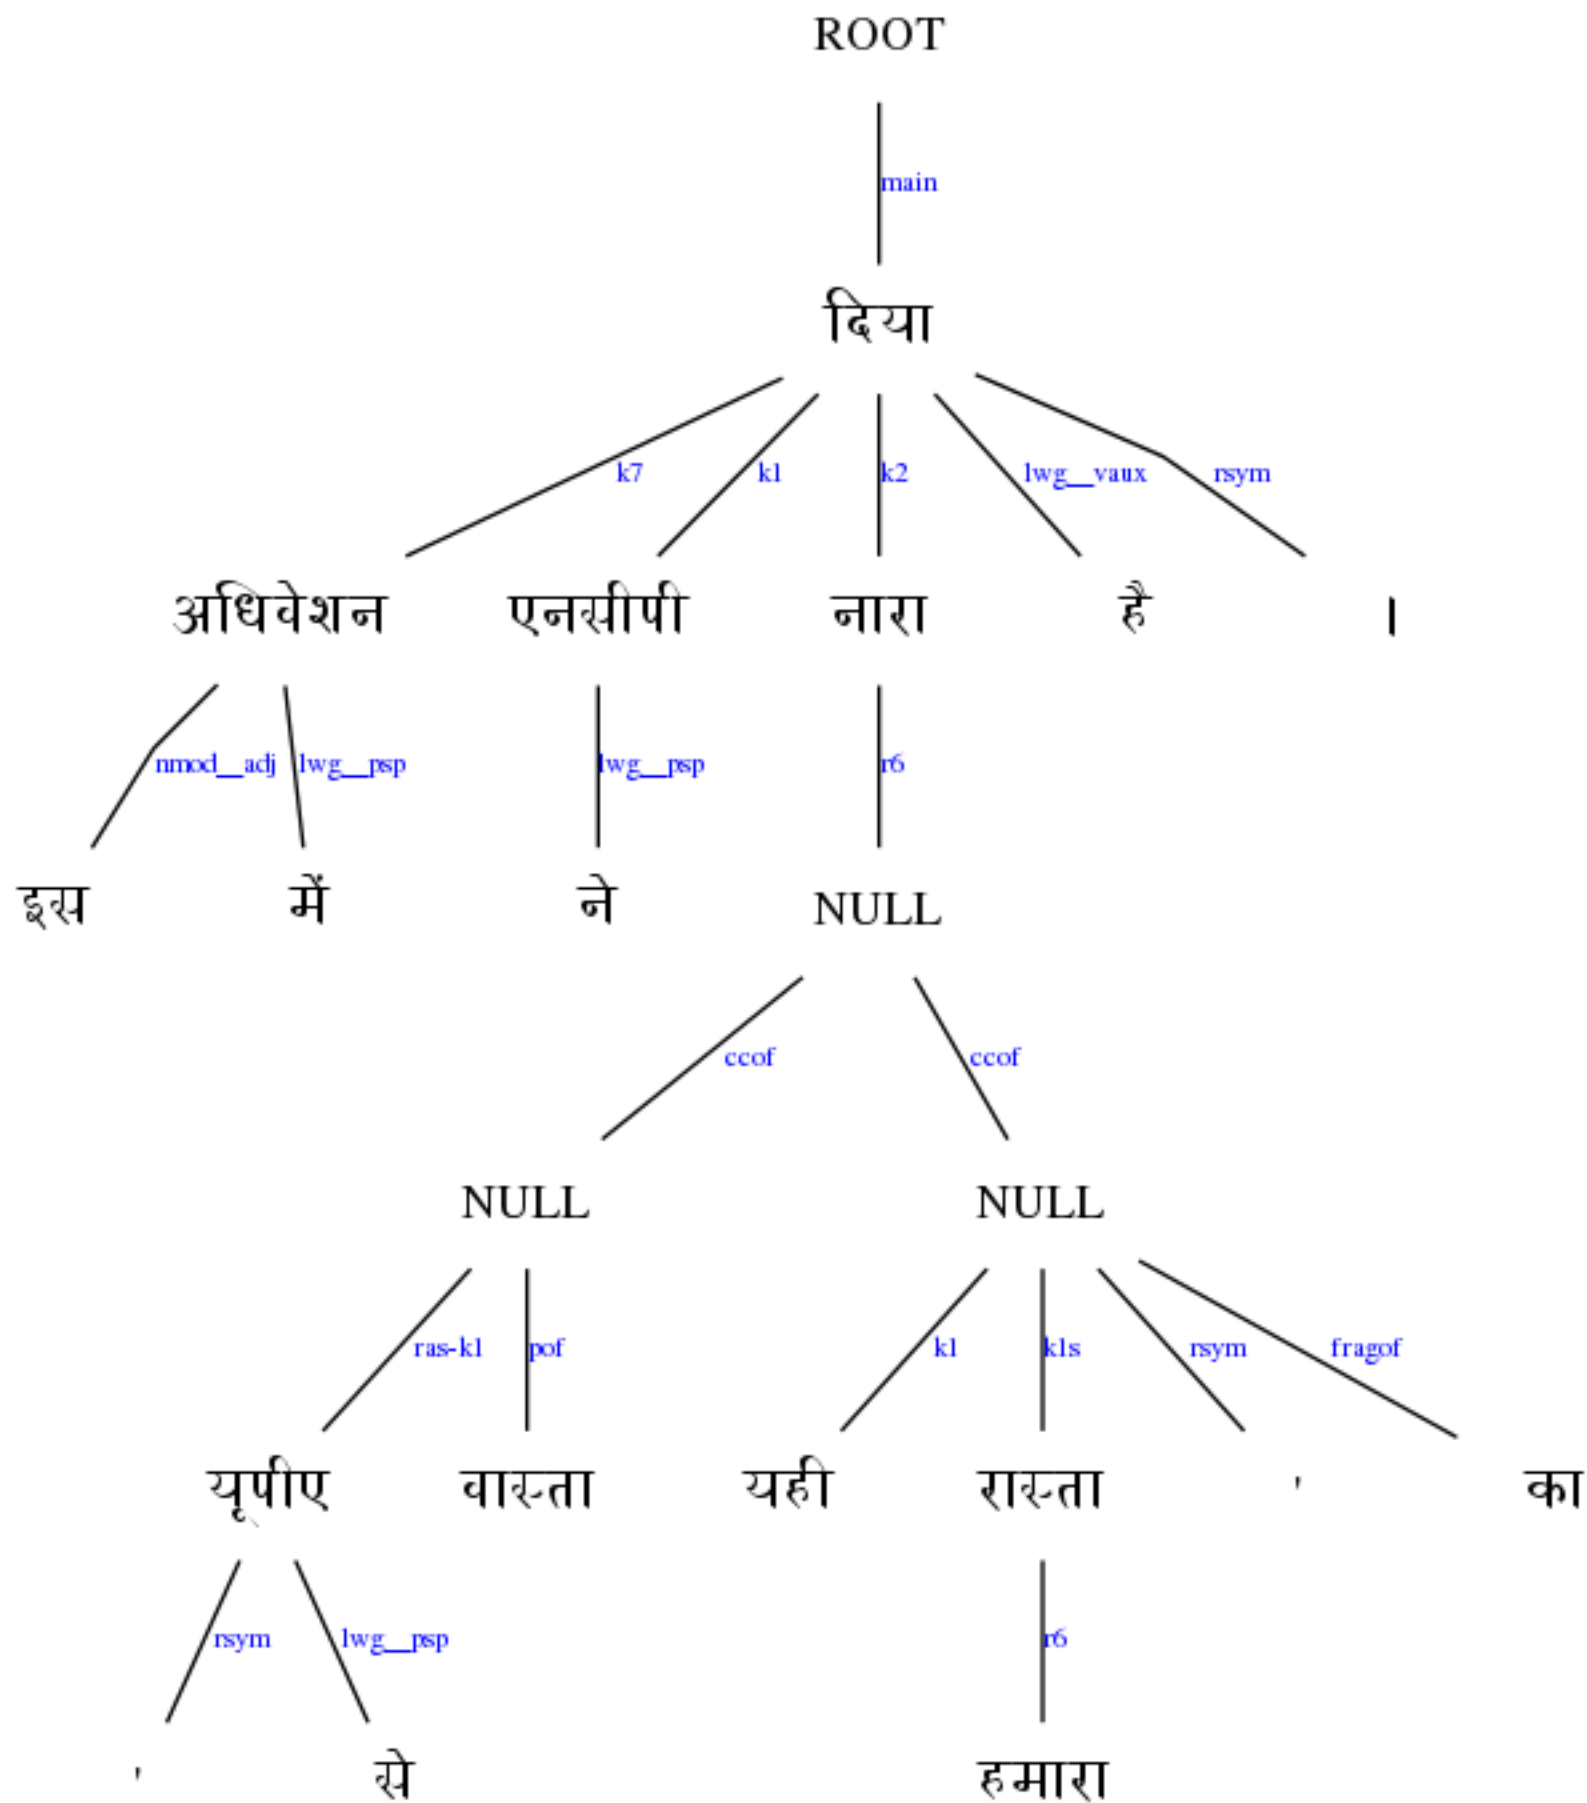 ROOT
main
दिया
k7 k1 k2 lwg__vaux rsym
अधिवेशन एनसीपी नारा है ।
nmod__adj lwg__psp lwg__psp r6
इस में ने NULL
ccof ccof
NULL NULL
ras-k1 pof k1 k1s rsym fragof
यूपीए वास्ता यही रास्ता ' का
rsym lwg__psp r6
' से हमारा